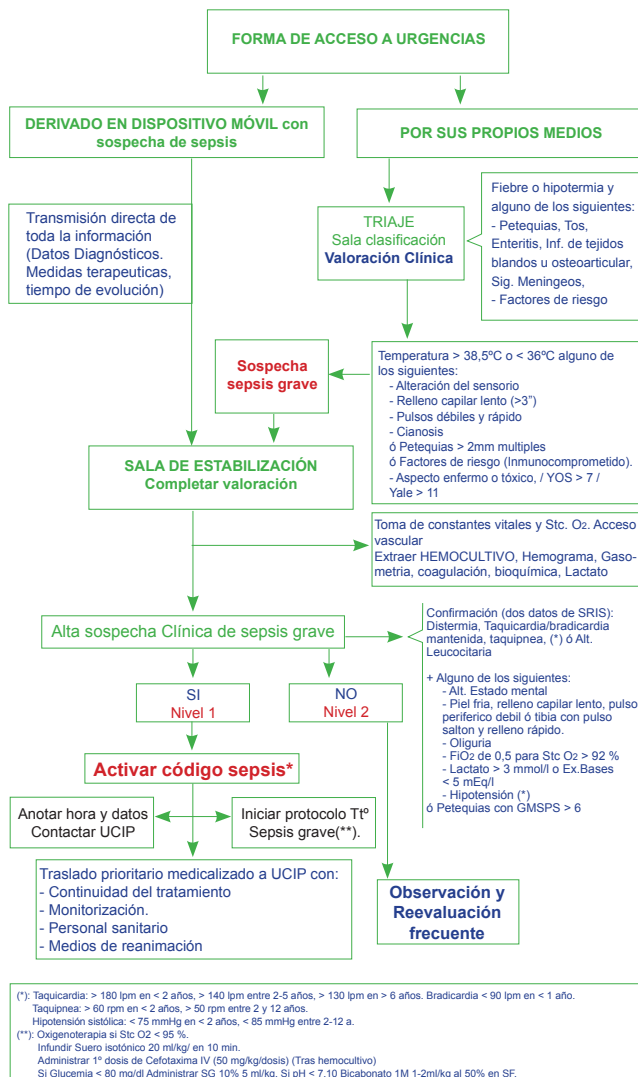 FORMA DE ACCESO A URGENCIAS
DERIVADO EN DISPOSITIVO MÓVIL con
sospecha de sepsis
POR SUS PROPIOS MEDIOS
Transmisión directa de
toda la información
(Datos Diagnósticos.
Medidas terapeuticas,
tiempo de evolución)
TRIAJE
Sala clasificación
Valoración Clínica
Fiebre o hipotermia y
alguno de los siguientes:
- Petequias, Tos,
Enteritis, Inf. de tejidos
blandos u osteoarticular,
Sig. Meningeos,
- Factores de riesgo
Sospecha
sepsis grave
Temperatura > 38,5ºC o < 36ºC alguno de
los siguientes:
- Alteración del sensorio
- Relleno capilar lento (>3”)
- Pulsos débiles y rápido
- Cianosis
ó Petequias > 2mm multiples
ó Factores de riesgo (Inmunocomprometido).
- Aspecto enfermo o tóxico, / YOS > 7 /
Yale > 11
SALA DE ESTABILIZACIÓN
Completar valoración
Toma de constantes vitales y Stc. O2. Acceso
vascular
Extraer HEMOCULTIVO, Hemograma, Gaso-
metria, coagulación, bioquímica, Lactato
Alta sospecha Clínica de sepsis grave
Confirmación (dos datos de SRIS):
Distermia, Taquicardia/bradicardia
mantenida, taquipnea, (*) ó Alt.
Leucocitaria
+ Alguno de los siguientes:
- Alt. Estado mental
- Piel fria, relleno capilar lento, pulso
periferico debil ó tibia con pulso
salton y relleno rápido.
- Oliguria
- FiO2 de 0,5 para Stc O2 > 92 %
- Lactato > 3 mmol/l o Ex.Bases
< 5 mEq/l
- Hipotensión (*)
ó Petequias con GMSPS > 6
SI
Nivel 1
NO
Nivel 2
Activar código sepsis*
Anotar hora y datos
Contactar UCIP
Iniciar protocolo Ttº
Sepsis grave(**).
Traslado prioritario medicalizado a UCIP con:
- Continuidad del tratamiento
- Monitorización.
- Personal sanitario
- Medios de reanimación
Observación y
Reevaluación
frecuente
(*): Taquicardia: > 180 lpm en < 2 años, > 140 lpm entre 2-5 años, > 130 lpm en > 6 años. Bradicardia < 90 lpm en < 1 año.
Taquipnea: > 60 rpm en < 2 años, > 50 rpm entre 2 y 12 años.
Hipotensión sistólica: < 75 mmHg en < 2 años, < 85 mmHg entre 2-12 a.
(**): Oxigenoterapia si Stc O2 < 95 %.
Infundir Suero isotónico 20 ml/kg/ en 10 min.
Administrar 1º dosis de Cefotaxima IV (50 mg/kg/dosis) (Tras hemocultivo)
Si Glucemia < 80 mg/dl Administrar SG 10% 5 ml/kg. Si pH < 7,10 Bicabonato 1M 1-2ml/kg al 50% en SF.